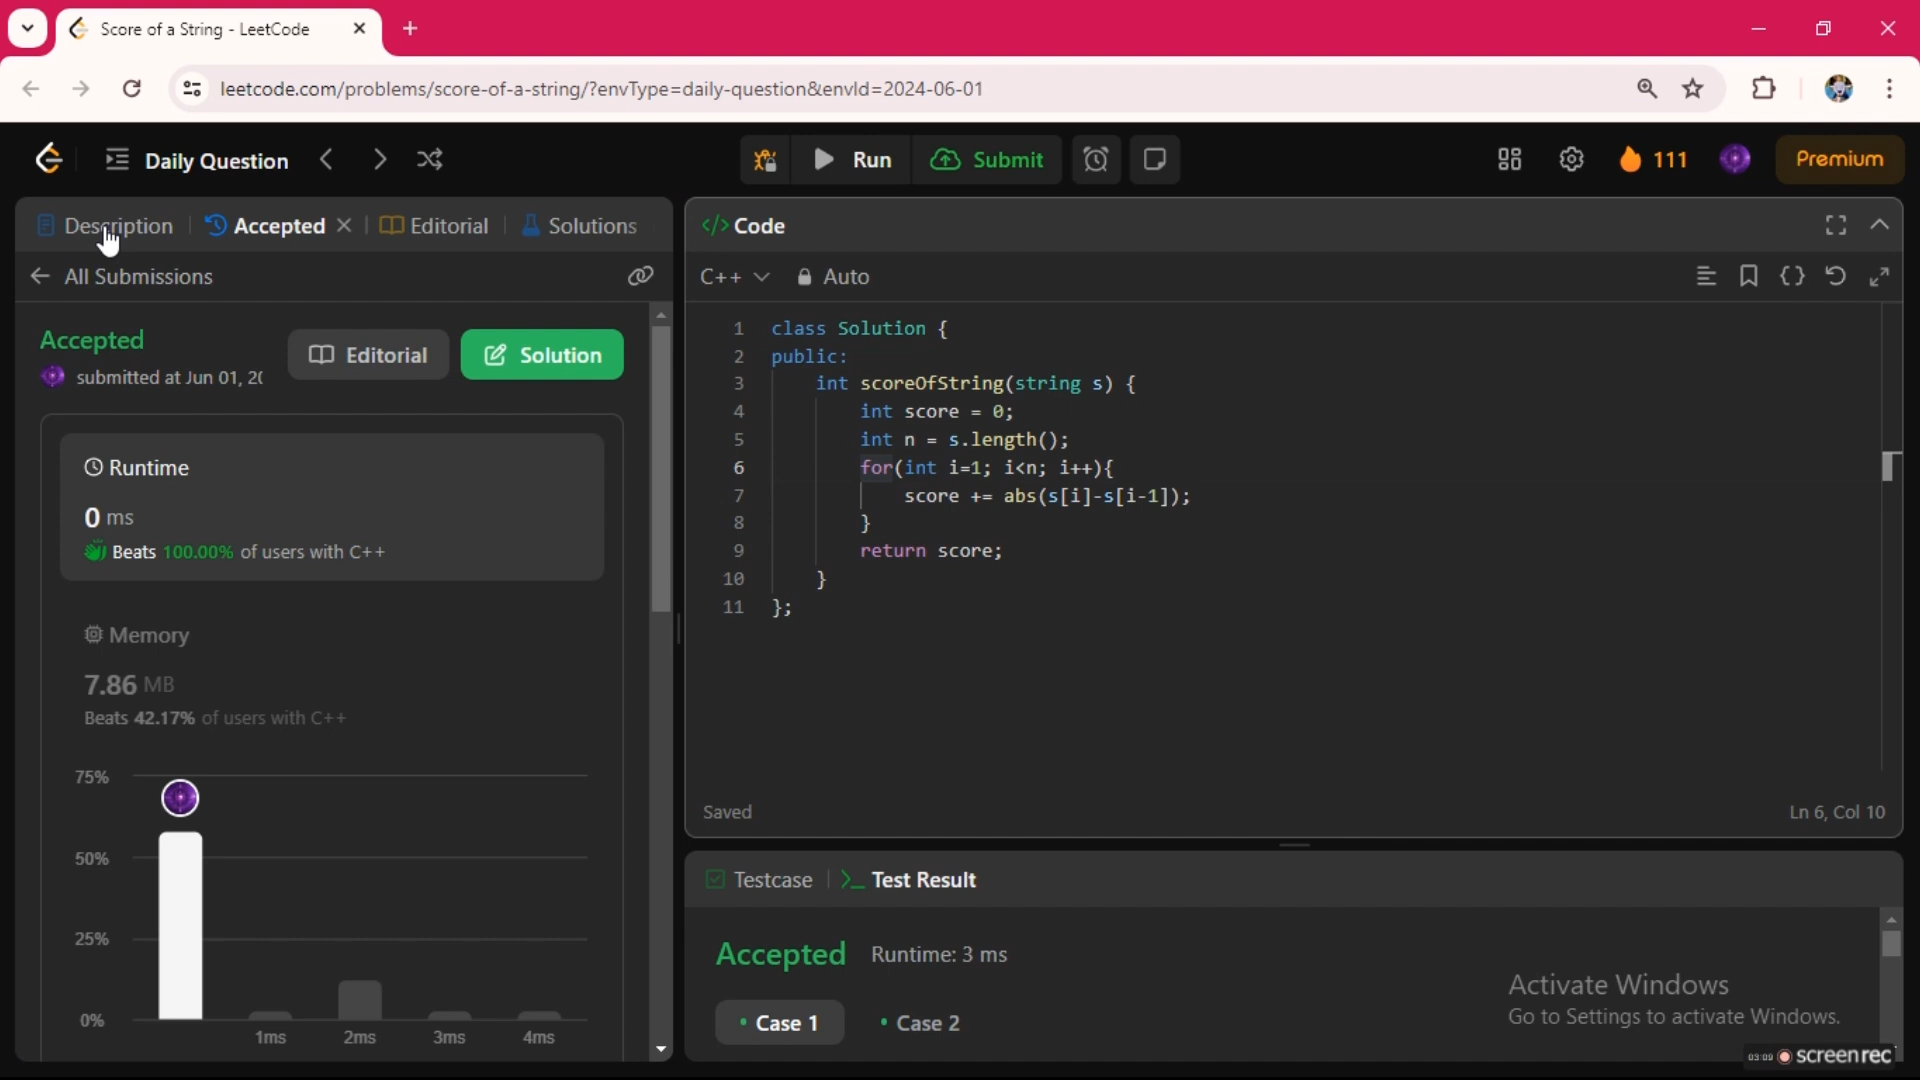 Score of a String - LeetCode
leetcode.com/problems/score-of-a-string/?envType=daily-question&envId=2024-06-01
Daily Question
Run
Submit
111
Premium
Description
Accepted
Editorial
Solutions
All Submissions
Accepted
submitted at Jun 01, 20
Editorial
Solution
Runtime
0 ms
Beats 100.00% of users with C++
Memory
7.86 MB
Beats 42.17% of users with C++
75%
50%
25%
0%
1ms 2ms 3ms 4ms
</> Code
C++ Auto
1 class Solution {
2 public:
3 int scoreOfString(string s) {
4 int score = 0;
5 int n = s.length();
6 for(int i=1; i<n; i++){
7 score += abs(s[i]-s[i-1]);
8 }
9 return score;
10 }
11 };
Saved
Ln 6, Col 10
Testcase
Test Result
Accepted Runtime: 3 ms
Case 1
Case 2
Activate Windows
Go to Settings to activate Windows.
03:09 screenrec